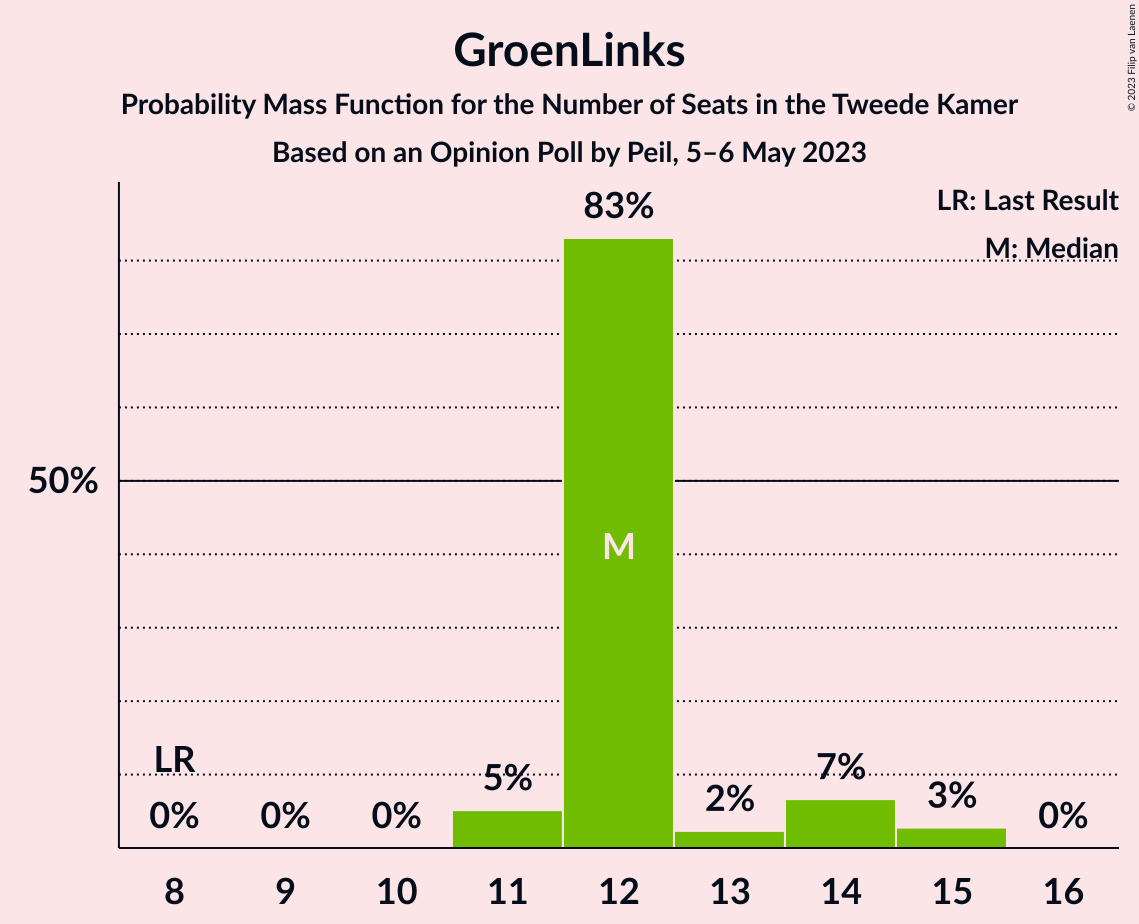 GroenLinks
Probability Mass Function for the Number of Seats in the Tweede Kamer
Based on an Opinion Poll by Peil, 5–6 May 2023
© 2023 Filip van Laenen
LR: Last Result
M: Median
83%
50%
M
LR
0%
0%
0%
5%
2%
7%
3%
0%
8 9 10 11 12 13 14 15 16